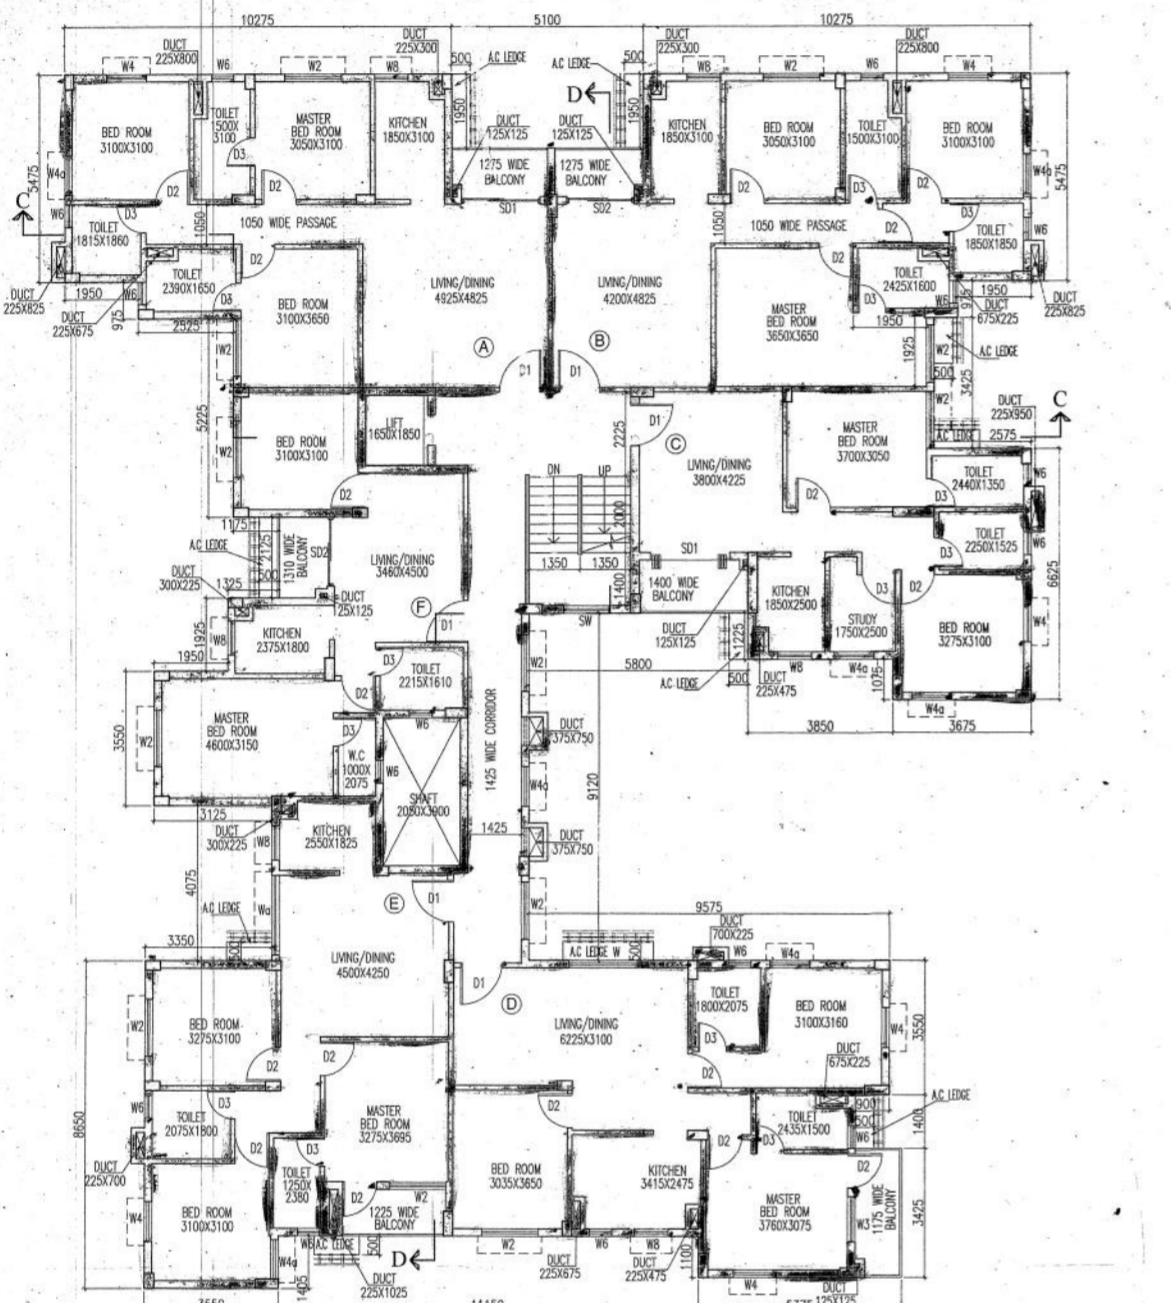 10275
5100
10275
DUCT
225X800
W6
DUCT
225X300
500
A.C LEDGE
A.C LEDGE
500
DUCT
225X300
DUCT
225X800
W4
W2
W8
W8
W2
W6
W4
BED ROOM
3100X3100
TOILET
1500X
3100
MASTER
BED ROOM
3050X3100
KITCHEN
1850X3100
1950
D
DUCT
125X125
DUCT
125X125
1950
KITCHEN
1850X3100
BED ROOM
3050X3100
TOILET
1500X3100
BED ROOM
3100X3100
5475
W4a
D3
D2
D2
1275 WIDE
BALCONY
1275 WIDE
BALCONY
D2
D3
D2
W4a
5475
C
W6
D3
SD1
SD2
D3
W6
TOILET
1815X1860
1050
1050 WIDE PASSAGE
1050
1050 WIDE PASSAGE
D2
TOILET
1850X1850
DUCT
225X825
1950
W6
TOILET
2390X1650
D2
D3
LIVING/DINING
4925X4825
LIVING/DINING
4200X4825
D2
TOILET
2425X1600
D3
W6
1950
DUCT
225X825
DUCT
225X675
975
2525
BED ROOM
3100X3650
MASTER
BED ROOM
3650X3650
1950
975
DUCT
675X225
W2
A
B
D1
D1
1925
W2
A.C LEDGE
500
3425
W2
5225
BED ROOM
3100X3100
W2
LIFT
1650X1850
2225
D1
C
LIVING/DINING
3800X4225
MASTER
BED ROOM
3700X3050
A.C LEDGE
DUCT
225X950
C
2575
D2
DN
UP
D2
D3
TOILET
2440X1350
W6
1175
A.C LEDGE
2125
500
1310 WIDE
BALCONY
SD2
LIVING/DINING
3460X4500
2000
1350
1350
SD1
D3
TOILET
2250X1525
W6
6625
DUCT
300X225
1325
DUCT
125X125
F
D1
1400
1400 WIDE
BALCONY
KITCHEN
1850X2500
D3
D2
STUDY
1750X2500
BED ROOM
3275X3100
W4
1925
W8
KITCHEN
2375X1800
SW
DUCT
125X125
1225
1950
D3
TOILET
2215X1610
W2
5800
A.C LEDGE
500
W8
W4a
1075
DUCT
225X475
W4a
3550
W2
MASTER
BED ROOM
4600X3150
D2
D3
W.C
1000X
2075
W6
W6
SHAFT
2050X3900
1425 WIDE CORRIDOR
DUCT
375X750
W4a
9120
3850
3675
3125
DUCT
300X225
W8
KITCHEN
2550X1825
1425
DUCT
375X750
4075
A.C LEDGE
Wa
E
D1
W2
9575
3350
500
LIVING/DINING
4500X4250
D1
D
A.C LEDGE W
500
DUCT
700X225
W6
W4a
W2
BED ROOM
3275X3100
D2
D2
LIVING/DINING
6225X3100
TOILET
1800X2075
D3
D2
BED ROOM
3100X3160
W4
3550
DUCT
675X225
8650
W6
TOILET
2075X1800
D3
D2
MASTER
BED ROOM
3275X3695
D3
D2
TOILET
2435X1500
D2
D3
900
500
W6
A.C LEDGE
1400
DUCT
225X700
TOILET
1250X
2380
BED ROOM
3035X3650
KITCHEN
3415X2475
D2
W4
BED ROOM
3100X3100
D2
W2
1225 WIDE
BALCONY
MASTER
BED ROOM
3760X3075
W3
1175 WIDE
BALCONY
3425
W4a
W6
A.C LEDGE
500
D
W2
W6
W8
1100
1405
DUCT
225X1025
DUCT
225X675
DUCT
225X475
W4
DUCT
125X125
3550